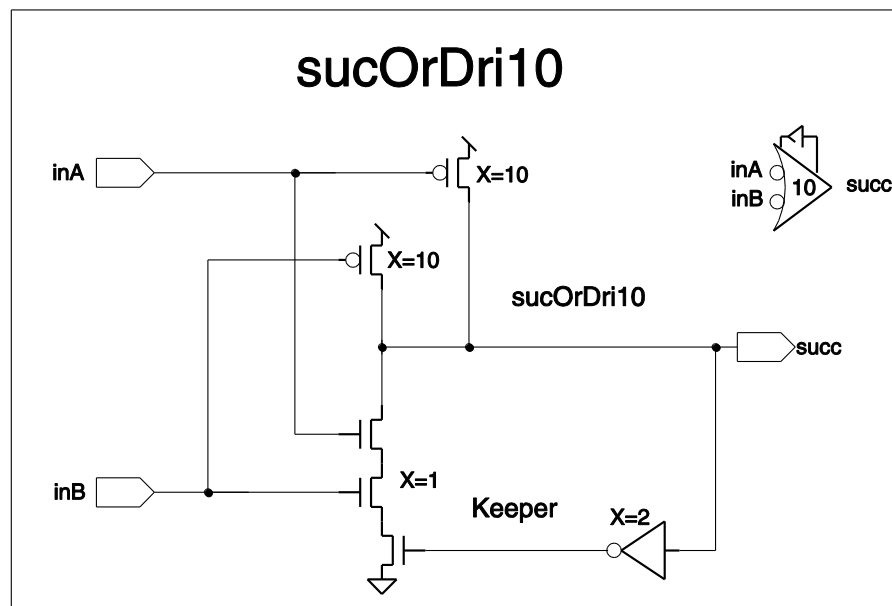 sucOrDri10
inA
X=10
inA
10
succ
inB
X=10
sucOrDri10
succ
inB
X=1
Keeper
X=2